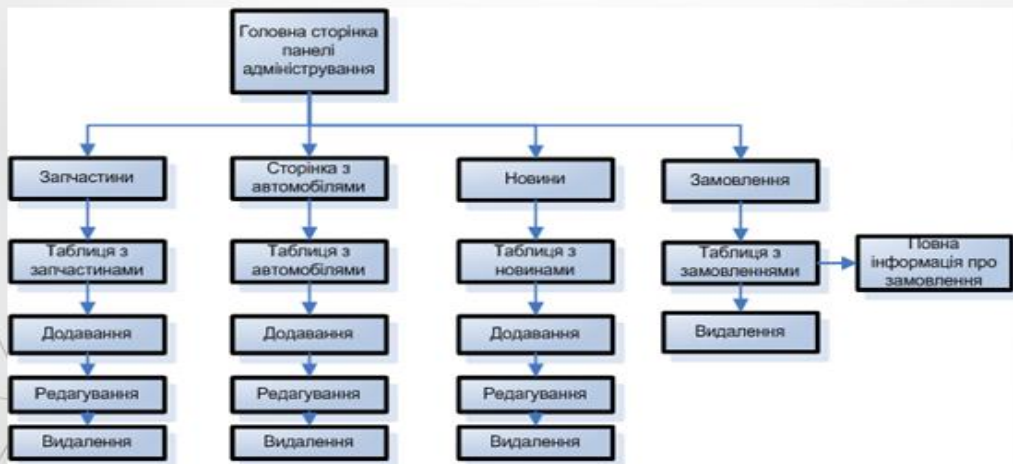 Головна сторінка
панелі
адміністрування
Запчастини
Сторінка з
автомобілями
Новини
Замовлення
Таблиця з
запчастинами
Таблиця з
автомобілями
Таблиця з
новинами
Таблиця з
замовленнями
Повна
інформація про
замовлення
Додавання
Додавання
Додавання
Видалення
Редагування
Редагування
Редагування
Видалення
Видалення
Видалення